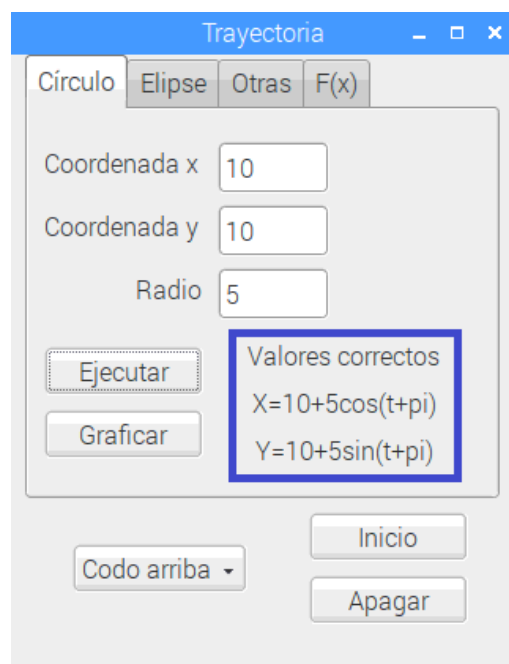 Trayectoria
Círculo Elipse Otras F(x)
Coordenada x 10
Coordenada y 10
Radio 5
Ejecutar
Graficar
Valores correctos
X=10+5cos(t+pi)
Y=10+5sin(t+pi)
Codo arriba
Inicio
Apagar